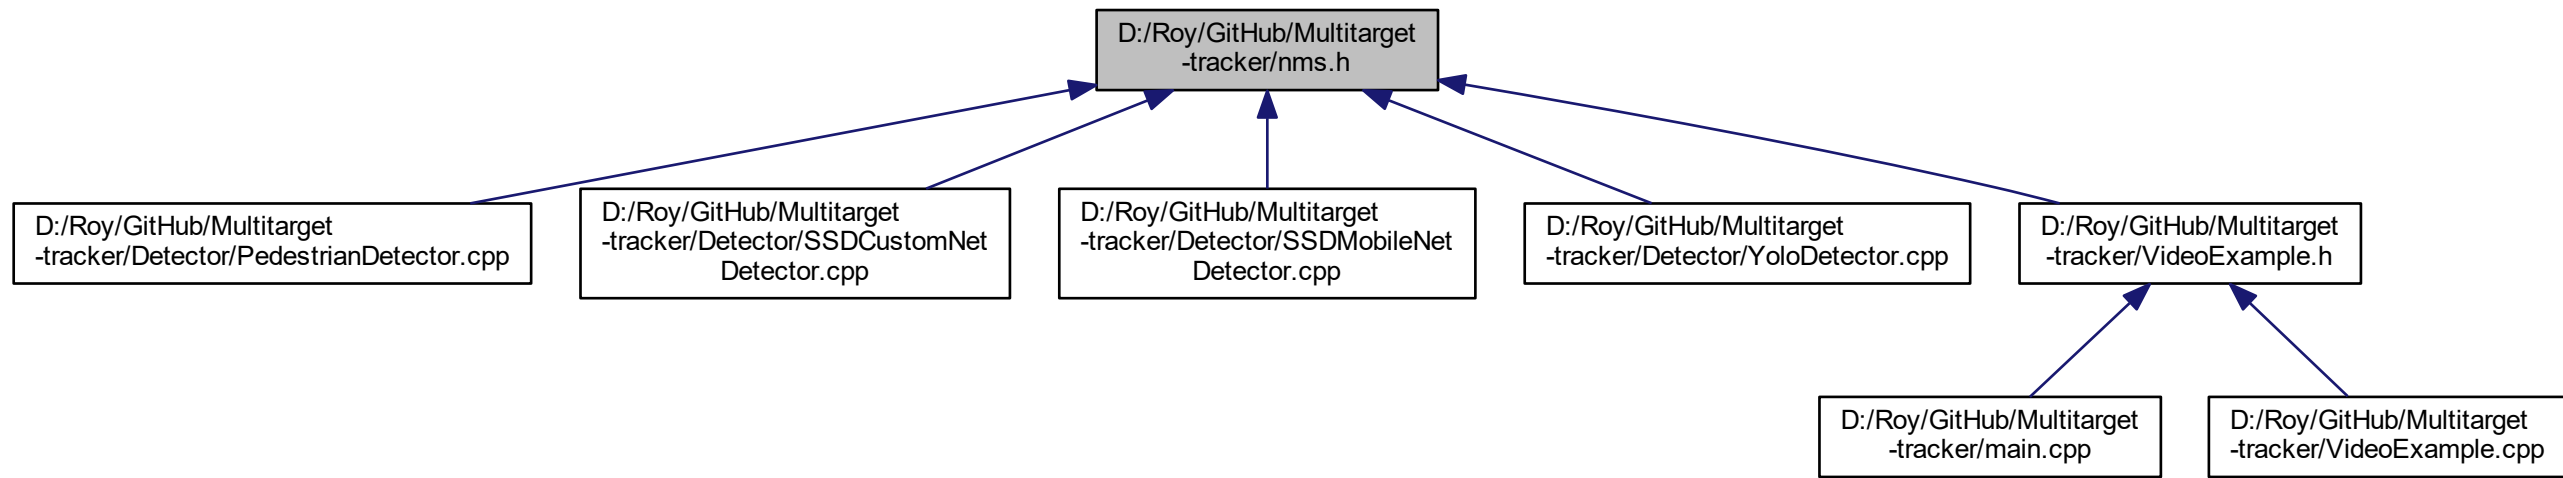 D:/Roy/GitHub/Multitarget
-tracker/nms.h
D:/Roy/GitHub/Multitarget
-tracker/Detector/PedestrianDetector.cpp
D:/Roy/GitHub/Multitarget
-tracker/Detector/SSDCustomNet
Detector.cpp
D:/Roy/GitHub/Multitarget
-tracker/Detector/SSDMobileNet
Detector.cpp
D:/Roy/GitHub/Multitarget
-tracker/Detector/YoloDetector.cpp
D:/Roy/GitHub/Multitarget
-tracker/VideoExample.h
D:/Roy/GitHub/Multitarget
-tracker/main.cpp
D:/Roy/GitHub/Multitarget
-tracker/VideoExample.cpp